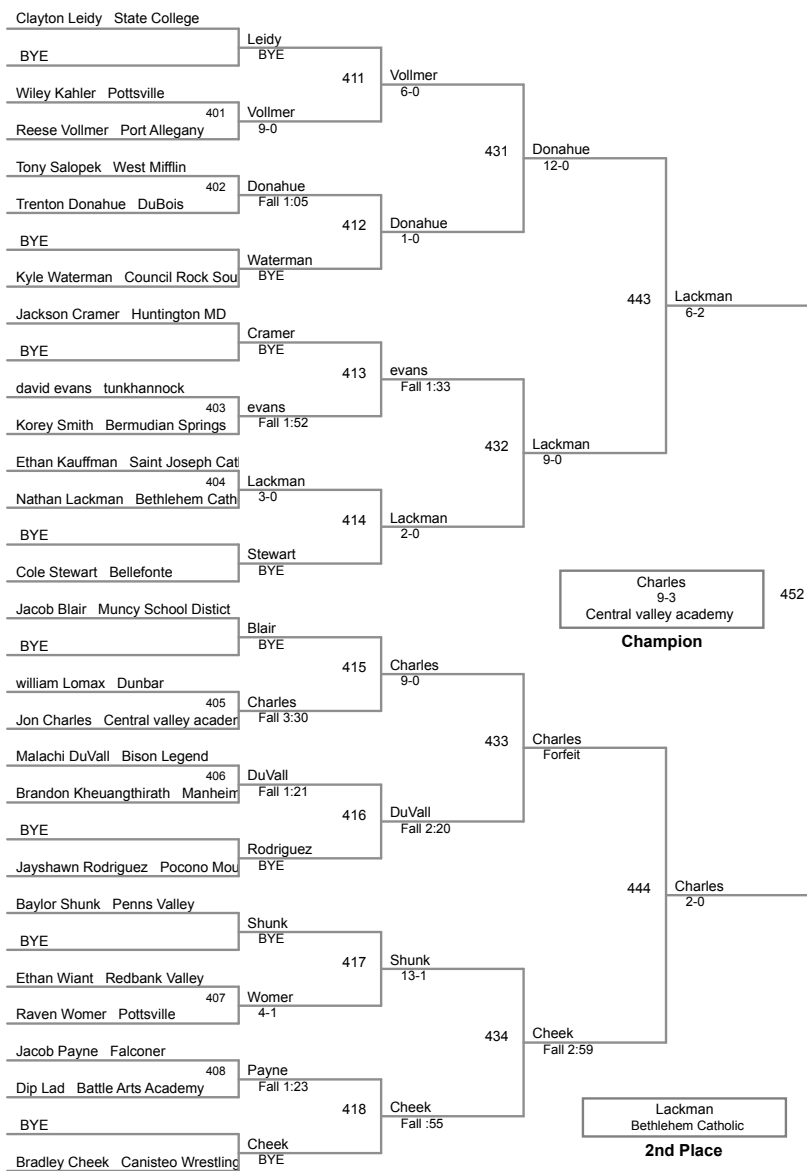 Clayton Leidy State College
Leidy
BYE
BYE
411
Vollmer
6-0
Wiley Kahler Pottsville
401
Vollmer
9-0
Reese Vollmer Port Allegany
431
Donahue
12-0
Tony Salopek West Mifflin
402
Donahue
Fall 1:05
Trenton Donahue DuBois
412
Donahue
1-0
BYE
Waterman
BYE
Kyle Waterman Council Rock Sou
443
Lackman
6-2
Jackson Cramer Huntington MD
Cramer
BYE
BYE
413
evans
Fall 1:33
david evans tunkhannock
403
evans
Fall 1:52
Korey Smith Bermudian Springs
432
Lackman
9-0
Ethan Kauffman Saint Joseph Cat
404
Lackman
3-0
Nathan Lackman Bethlehem Cath
414
Lackman
2-0
BYE
Stewart
BYE
Cole Stewart Bellefonte
Charles
9-3
Central valley academy
452
Champion
Jacob Blair Muncy School Distict
Blair
BYE
BYE
415
Charles
9-0
william Lomax Dunbar
405
Charles
Fall 3:30
Jon Charles Central valley acader
433
Charles
Forfeit
Malachi DuVall Bison Legend
406
DuVall
Fall 1:21
Brandon Kheuangthirath Manheim
416
DuVall
Fall 2:20
BYE
Rodriguez
BYE
Jayshawn Rodriguez Pocono Mou
444
Charles
2-0
Baylor Shunk Penns Valley
Shunk
BYE
BYE
417
Shunk
13-1
Ethan Wiant Redbank Valley
407
Womer
4-1
Raven Womer Pottsville
434
Cheek
Fall 2:59
Jacob Payne Falconer
408
Payne
Fall 1:23
Dip Lad Battle Arts Academy
418
Cheek
Fall :55
BYE
Cheek
BYE
Bradley Cheek Canisteo Wrestling
Lackman
Bethlehem Catholic
2nd Place